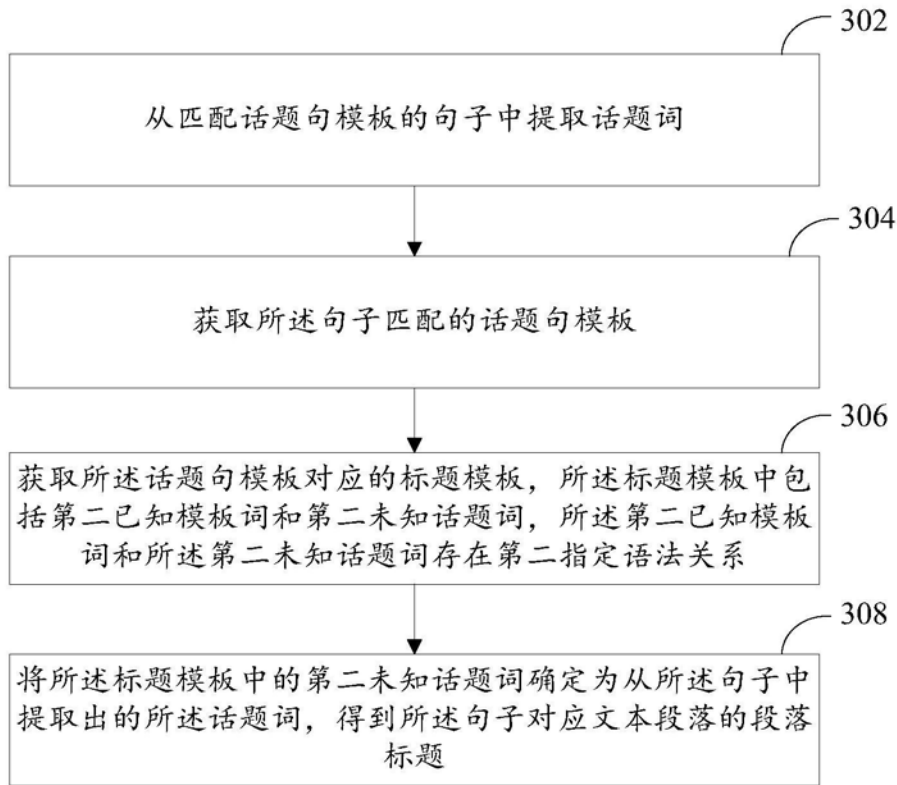 302
从匹配话题句模板的句子中提取话题词
304
获取所述句子匹配的话题句模板
306
获取所述话题句模板对应的标题模板，所述标题模板中包
括第二已知模板词和第二未知话题词，所述第二已知模板
词和所述第二未知话题词存在第二指定语法关系
308
将所述标题模板中的第二未知话题词确定为从所述句子中
提取出的所述话题词，得到所述句子对应文本段落的段落
标题